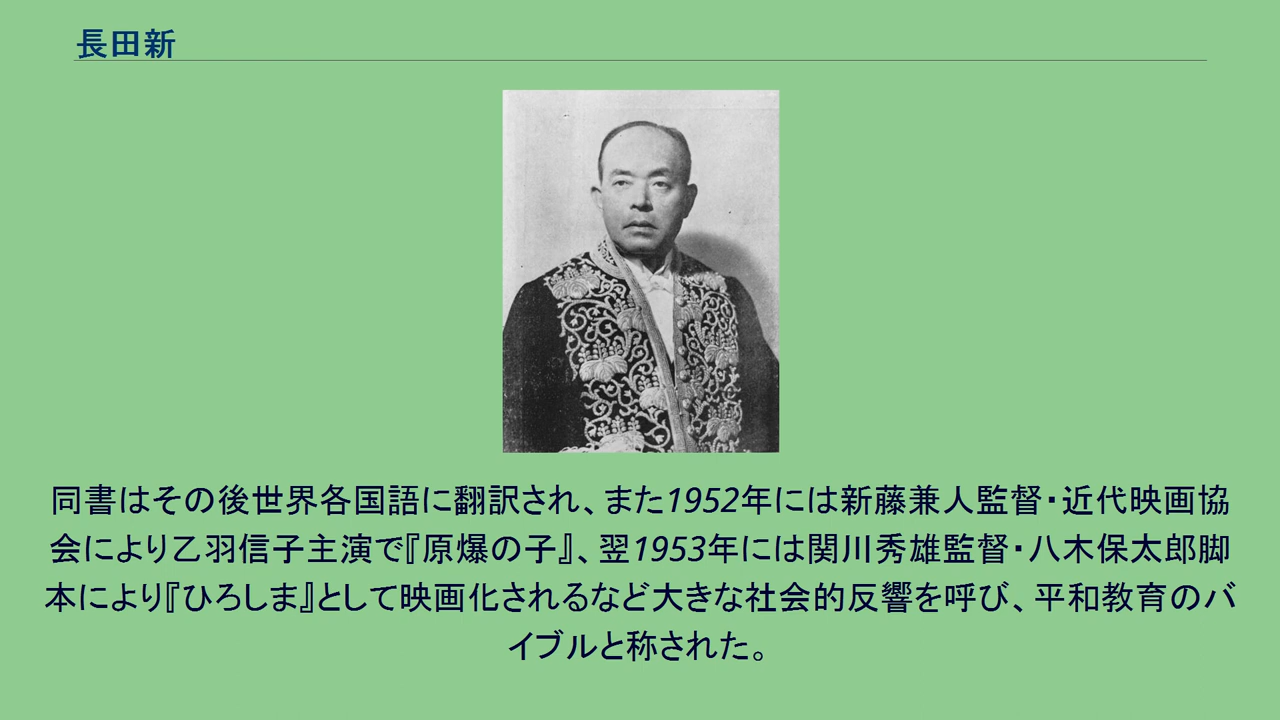 長田新
同書はその後世界各国語に翻訳され、また1952年には新藤兼人監督・近代映画協
会により乙羽信子主演で『原爆の子』、翌1953年には関川秀雄監督・八木保太郎脚
本により『ひろしま』として映画化されるなど大きな社会的反響を呼び、平和教育のバ
イブルと称された。